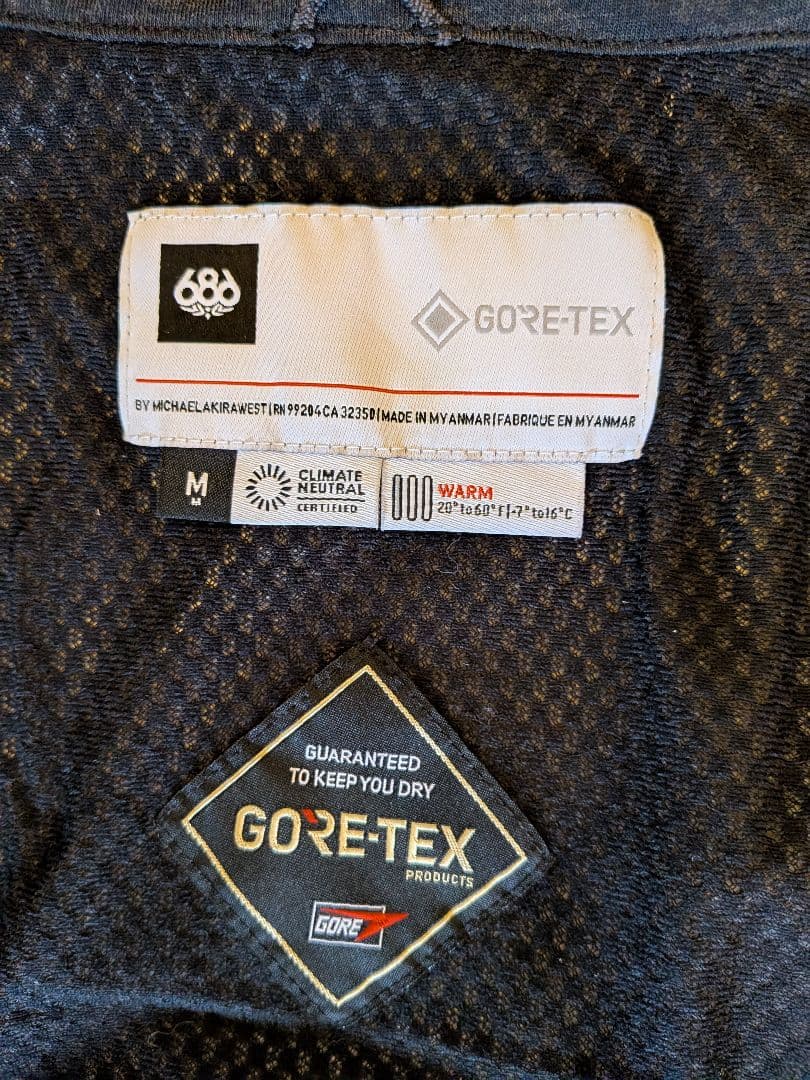 686
GORE-TEX
BY MICHAELAKIRAWEST|RN 99204 CA 32350|MADE IN MYANMAR|FABRIQUE EN MYANMAR
M
M
CLIMATE
NEUTRAL
CERTIFIED
WARM
20° to 60° F|-7° to 16° C
GUARANTEED
TO KEEP YOU DRY
GORE-TEX
PRODUCTS
GORE